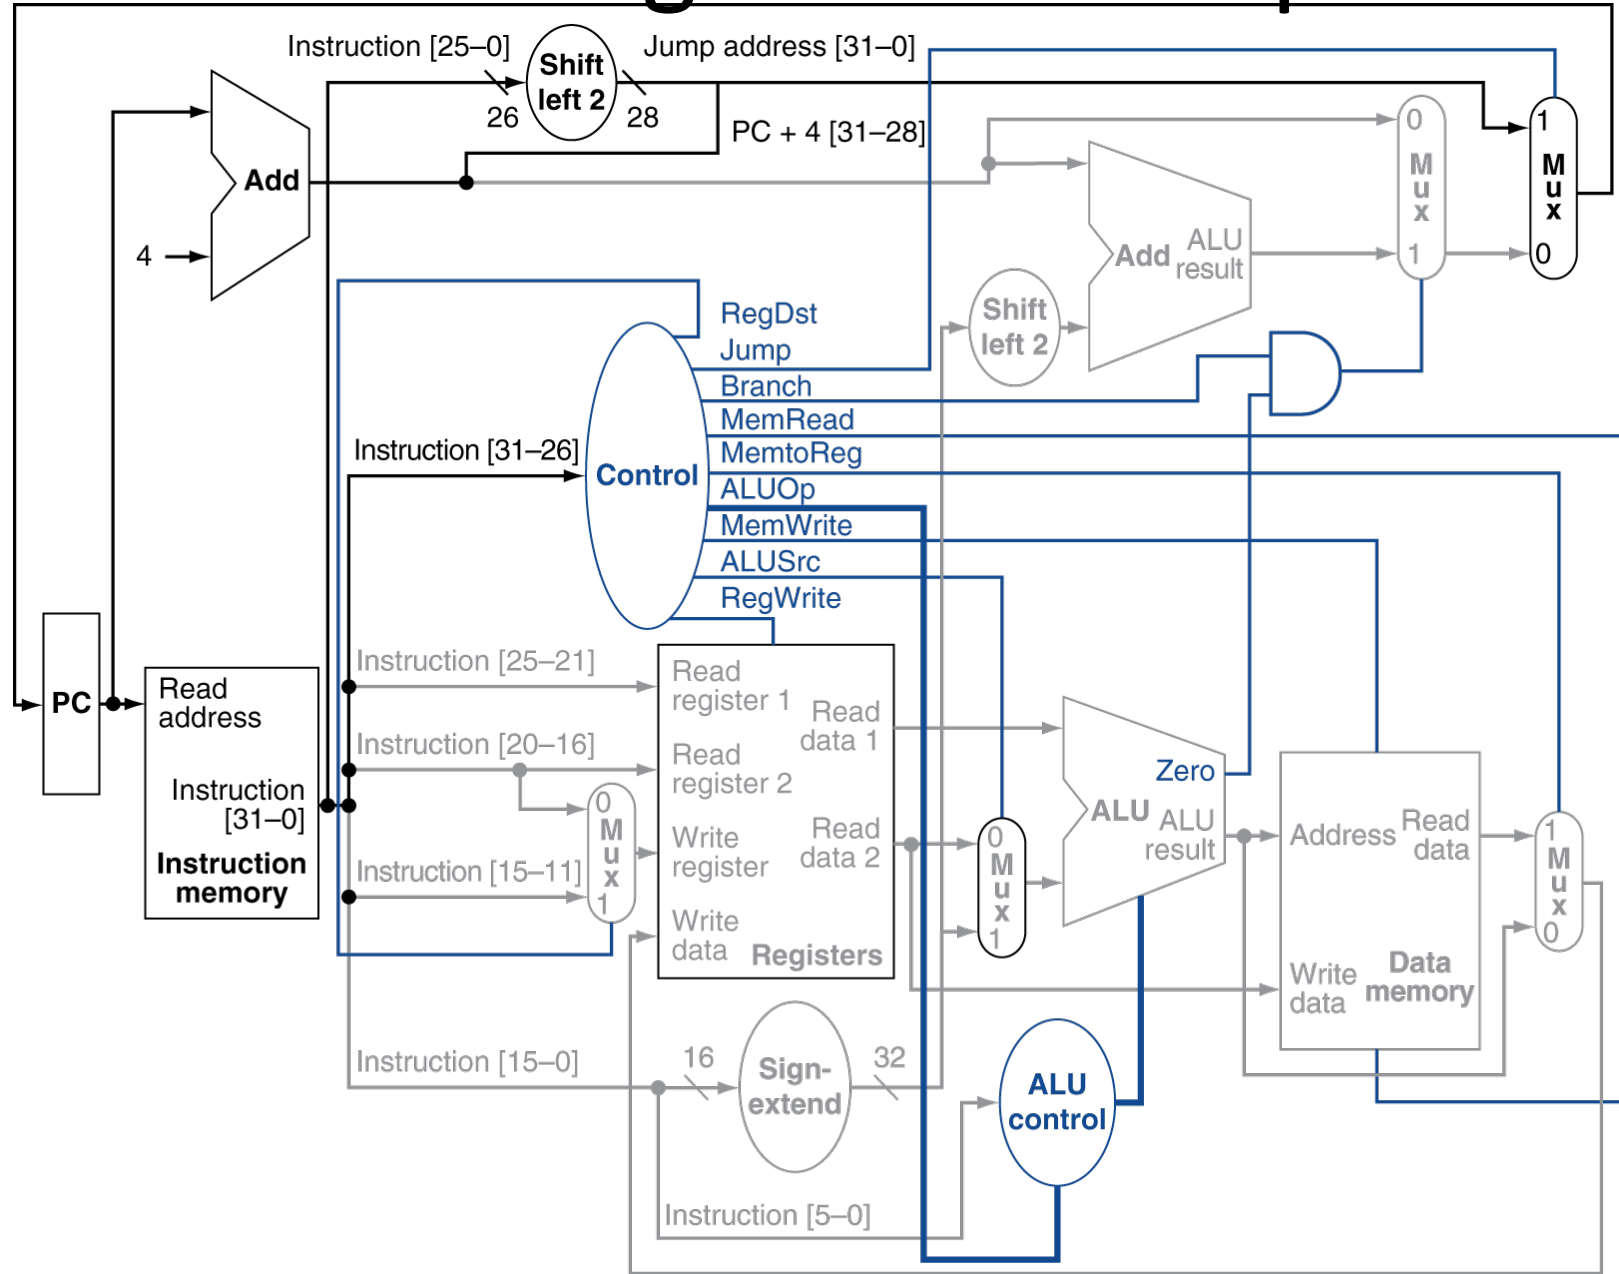 Instruction [25–0]
Shift
left 2
Jump address [31–0]
26
28
PC + 4 [31–28]
Add
4
0
M
u
x
1
1
M
u
x
0
Add
ALU
result
Shift
left 2
RegDst
Jump
Branch
MemRead
MemtoReg
ALUOp
MemWrite
ALUSrc
RegWrite
Instruction [31–26]
Control
PC
Read
address
Instruction
[31–0]
Instruction
memory
Instruction [25–21]
Instruction [20–16]
Instruction [15–11]
0
M
u
x
1
Read
register 1
Read
register 2
Write
register
Write
data
Read
data 1
Read
data 2
Registers
0
M
u
x
1
Zero
ALU
ALU
result
Address
Read
data
Write
data
Data
memory
1
M
u
x
0
Instruction [15–0]
16
Sign-
extend
32
ALU
control
Instruction [5–0]